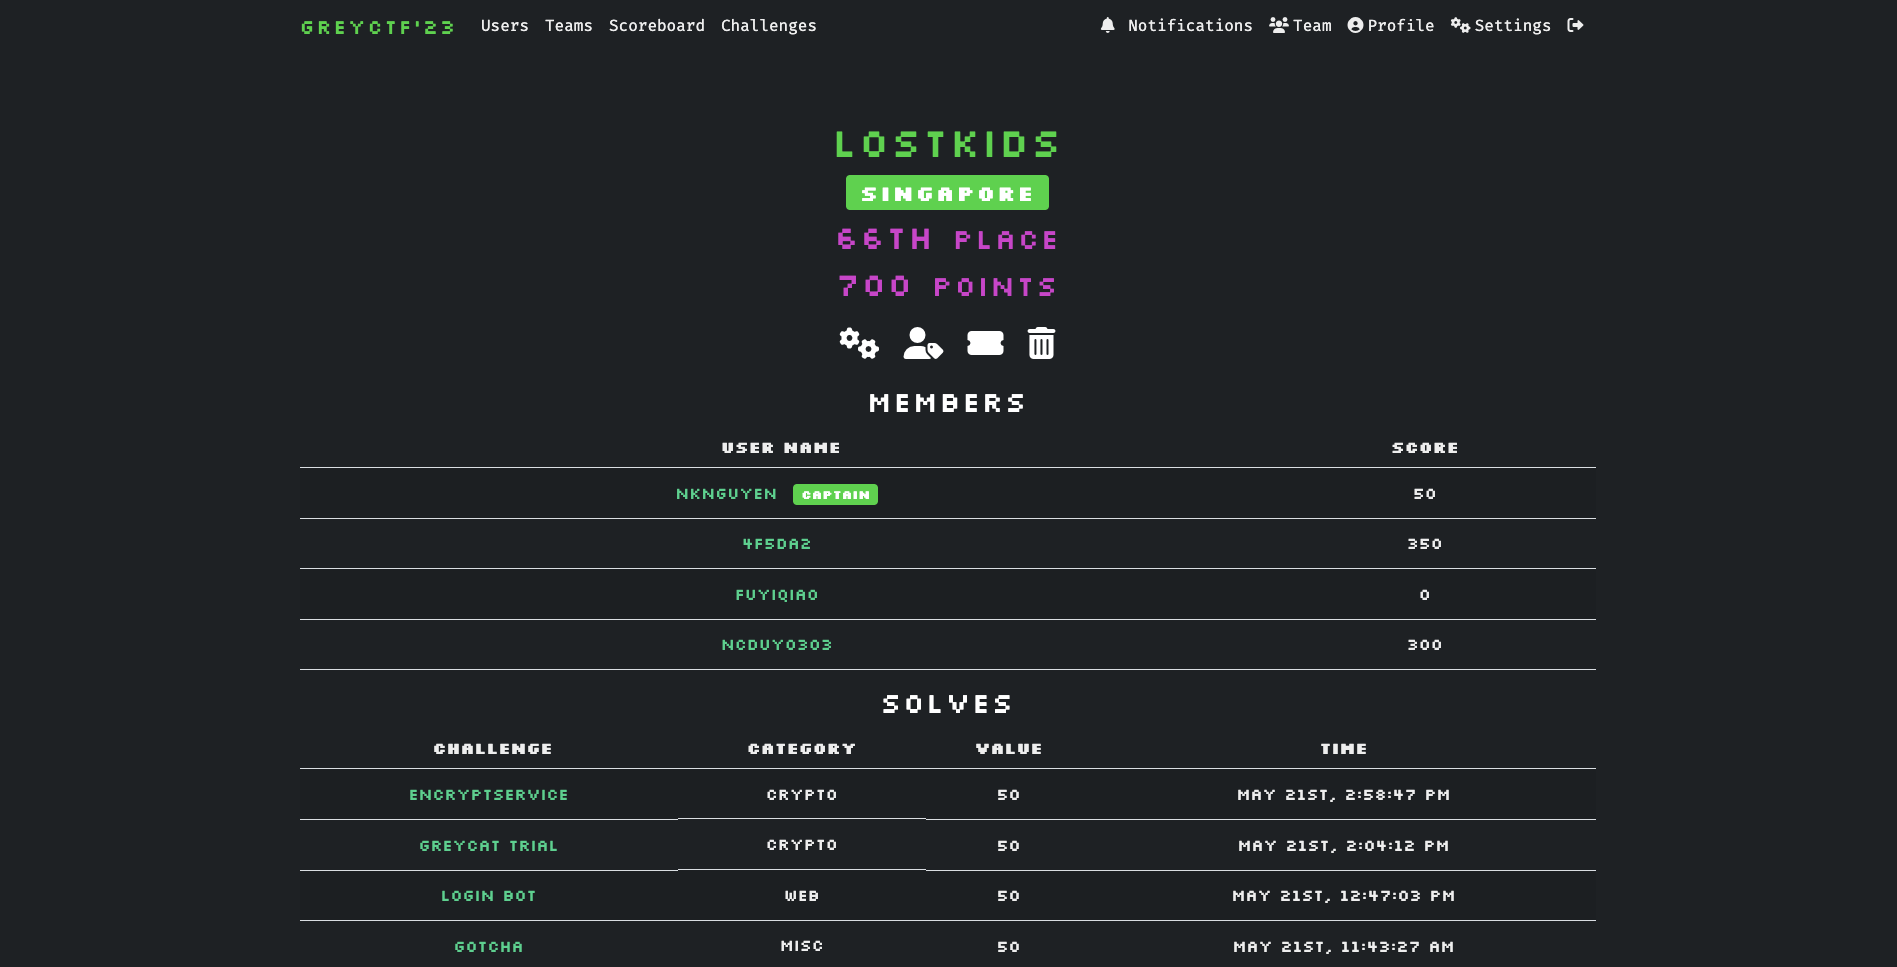 GREYCTF'23 Users Teams Scoreboard Challenges Notifications Team Profile Settings
LOSTKIDS
SINGAPORE
66TH PLACE
700 POINTS
MEMBERS
USER NAME SCORE
NKNGUYEN CAPTAIN 50
4F5DA2 350
FUYIQIAO 0
NCDUY0303 300
SOLVES
CHALLENGE CATEGORY VALUE TIME
ENCRYPTSERVICE CRYPTO 50 MAY 21ST, 2:58:47 PM
GREYCAT TRIAL CRYPTO 50 MAY 21ST, 2:04:12 PM
LOGIN BOT WEB 50 MAY 21ST, 12:47:03 PM
GOTCHA MISC 50 MAY 21ST, 11:43:27 AM